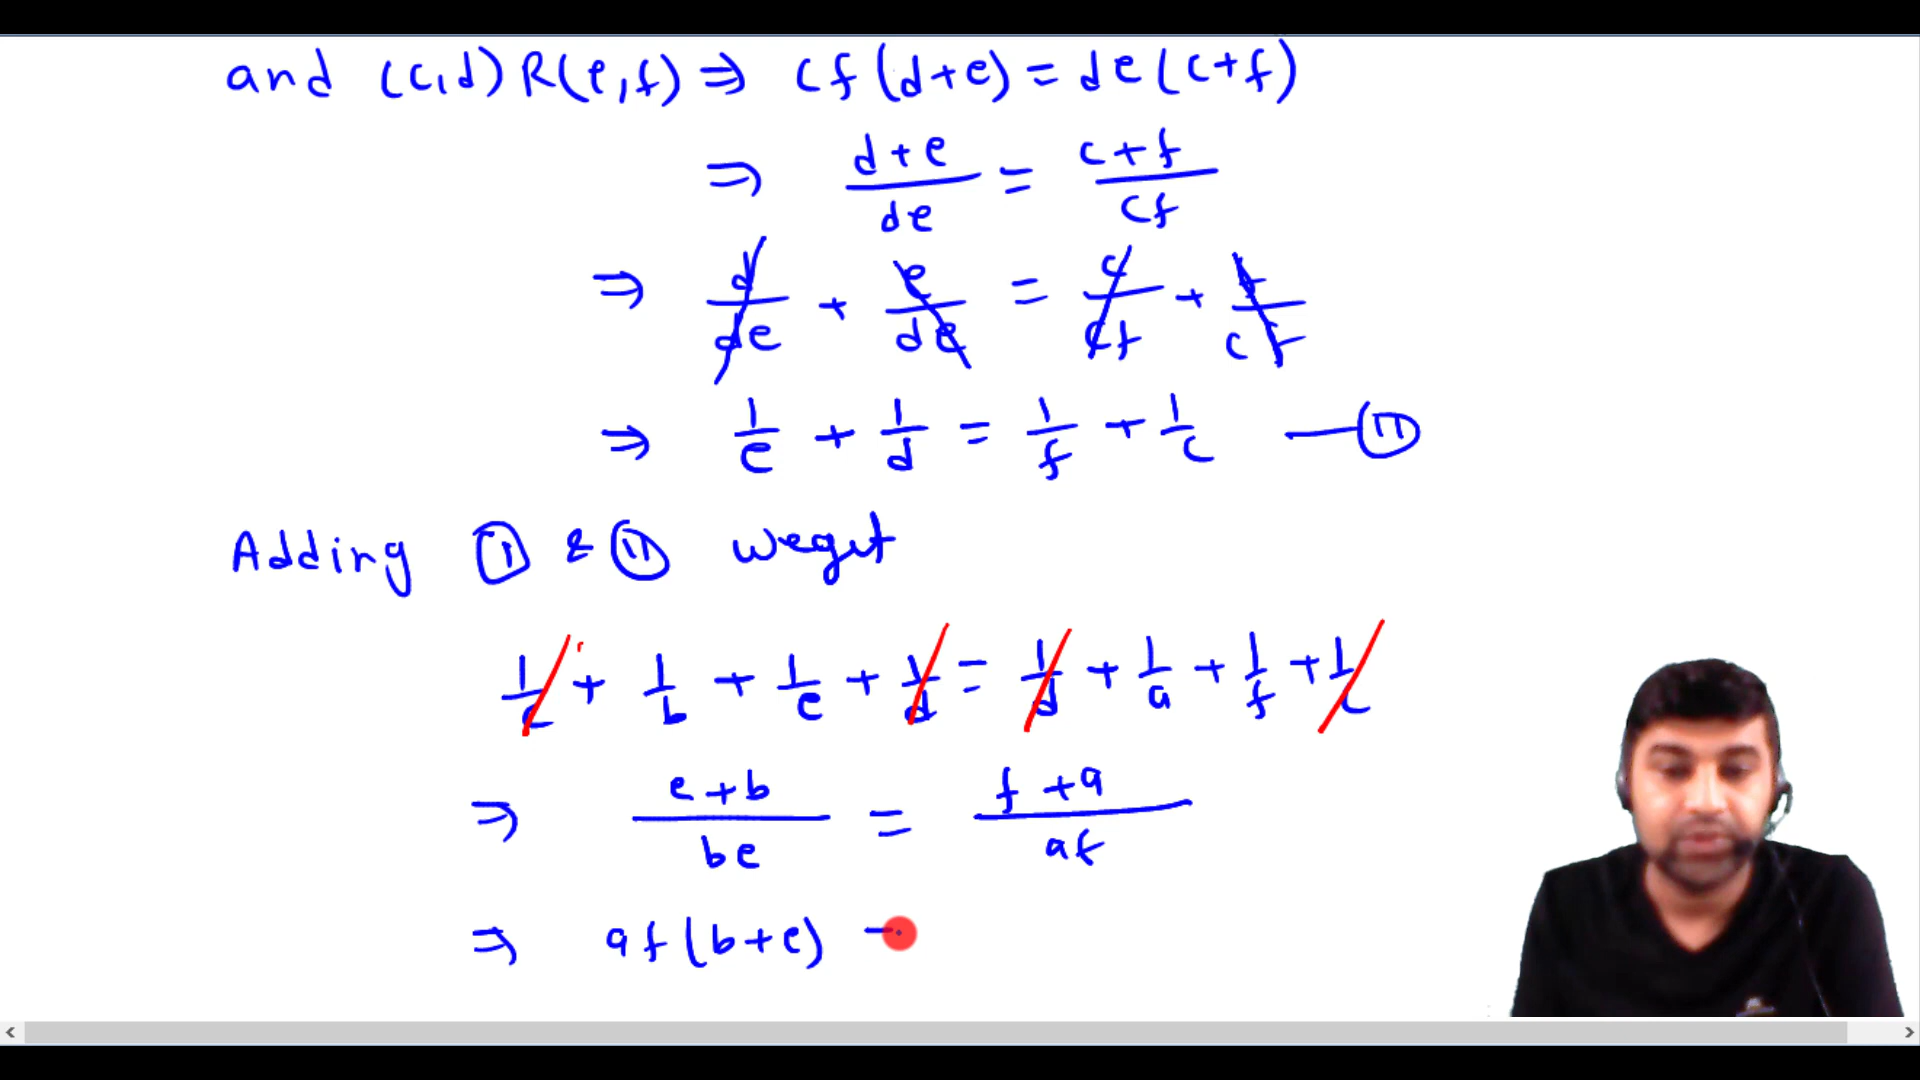 and (c,d) R (e,f) ⇒ cf(d+e) = de(c+f)
⇒ d+e/de = c+f/cf
⇒ d/de + e/de = c/cf + f/cf
⇒ 1/e + 1/d = 1/f + 1/c — (II)
Adding (I) & (II) we get
1/c + 1/b + 1/e + 1/d = 1/d + 1/a + 1/f + 1/c
⇒ e+b/be = f+a/af
⇒ af(b+e) -